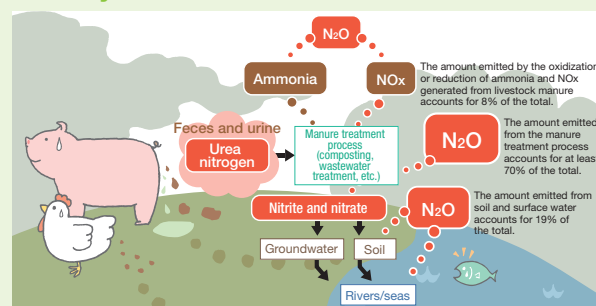 N2O
Ammonia
NOx
The amount emitted by the oxidization
or reduction of ammonia and NOx
generated from livestock manure
accounts for 8% of the total.
Feces and urine
Urea
nitrogen
Manure treatment
process
(composting,
wastewater
treatment, etc.)
N2O
The amount emitted
from the manure
treatment process
accounts for at least
70% of the total.
Nitrite and nitrate
N2O
The amount emitted from
soil and surface water
accounts for 19% of
the total.
Groundwater
Soil
Rivers/seas